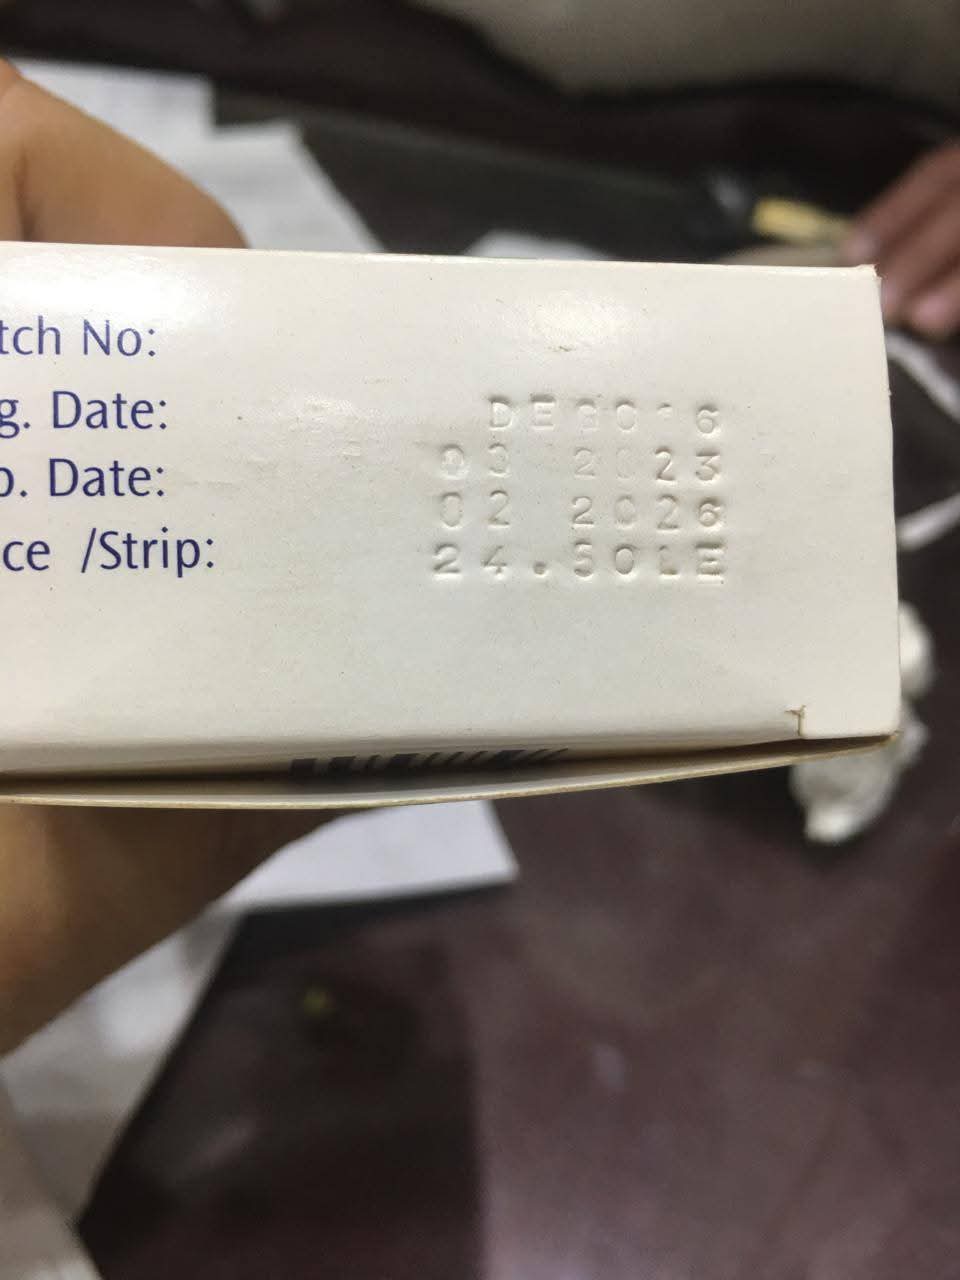 tch No:
g. Date:
03 2023
p. Date:
02 2026
ce /Strip:
24.50LE